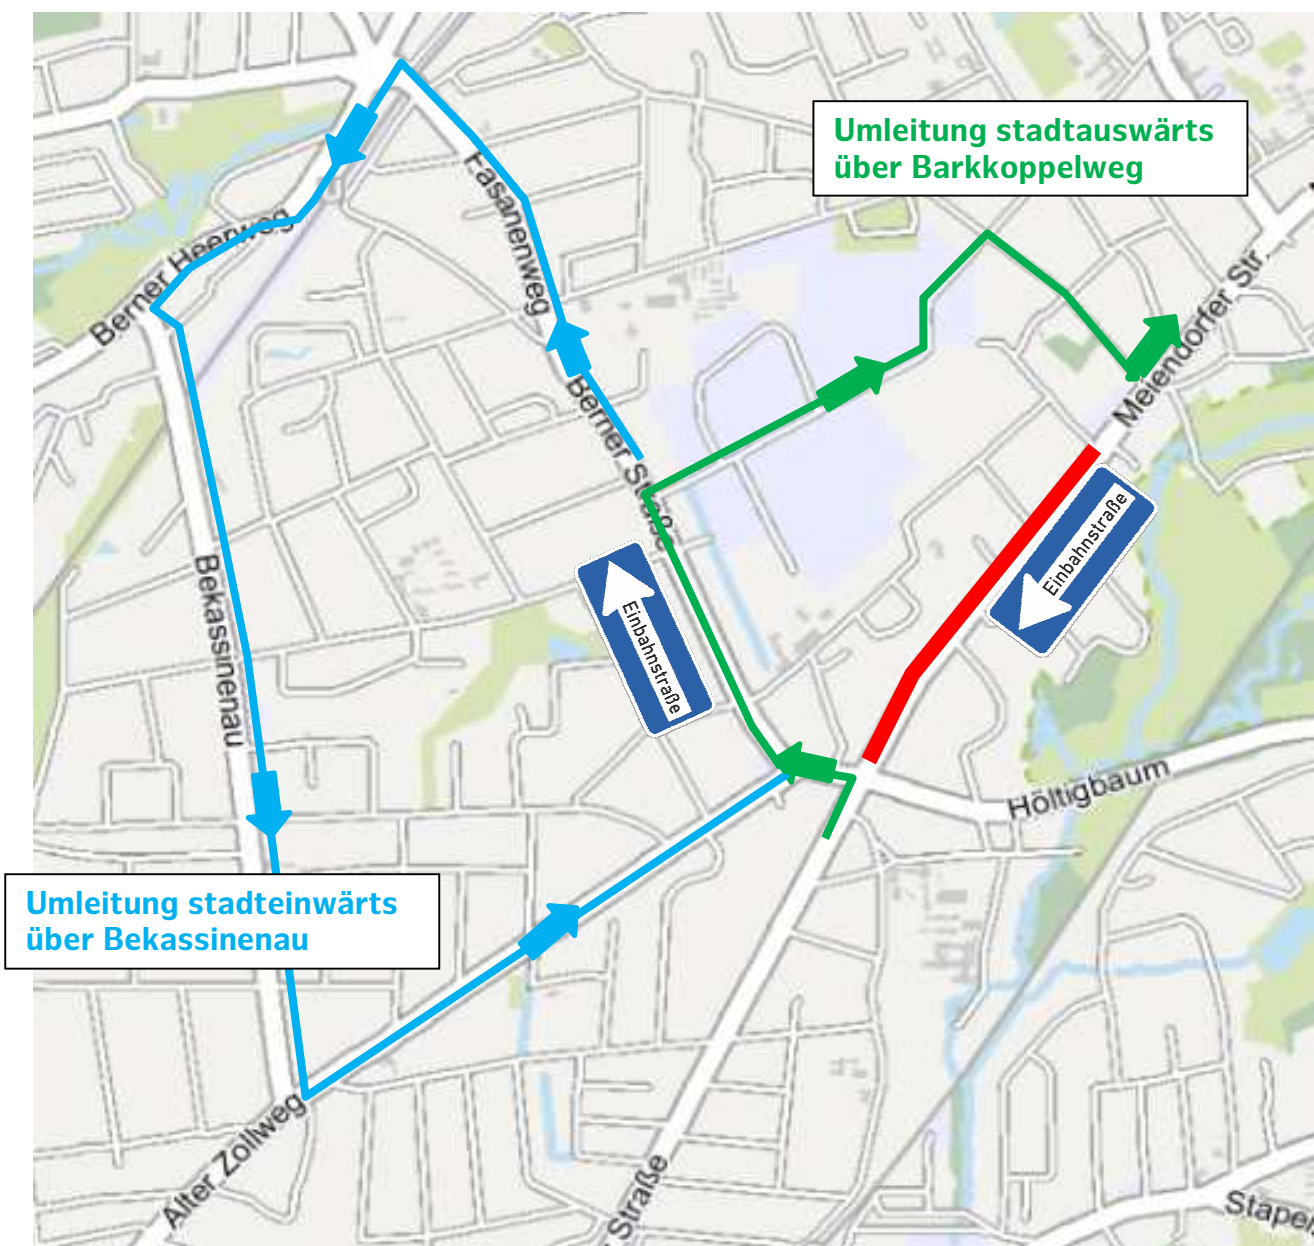 Umleitung stadtauswärts
über Barkkoppelweg
Fasanenweg
Berner Heerweg
Meiendorfer Str.
Berner Straße
Einbahnstraße
Einbahnstraße
Bekassinenau
Höltigbaum
Umleitung stadteinwärts
über Bekassinenau
Alter Zollweg
Straße
Staper